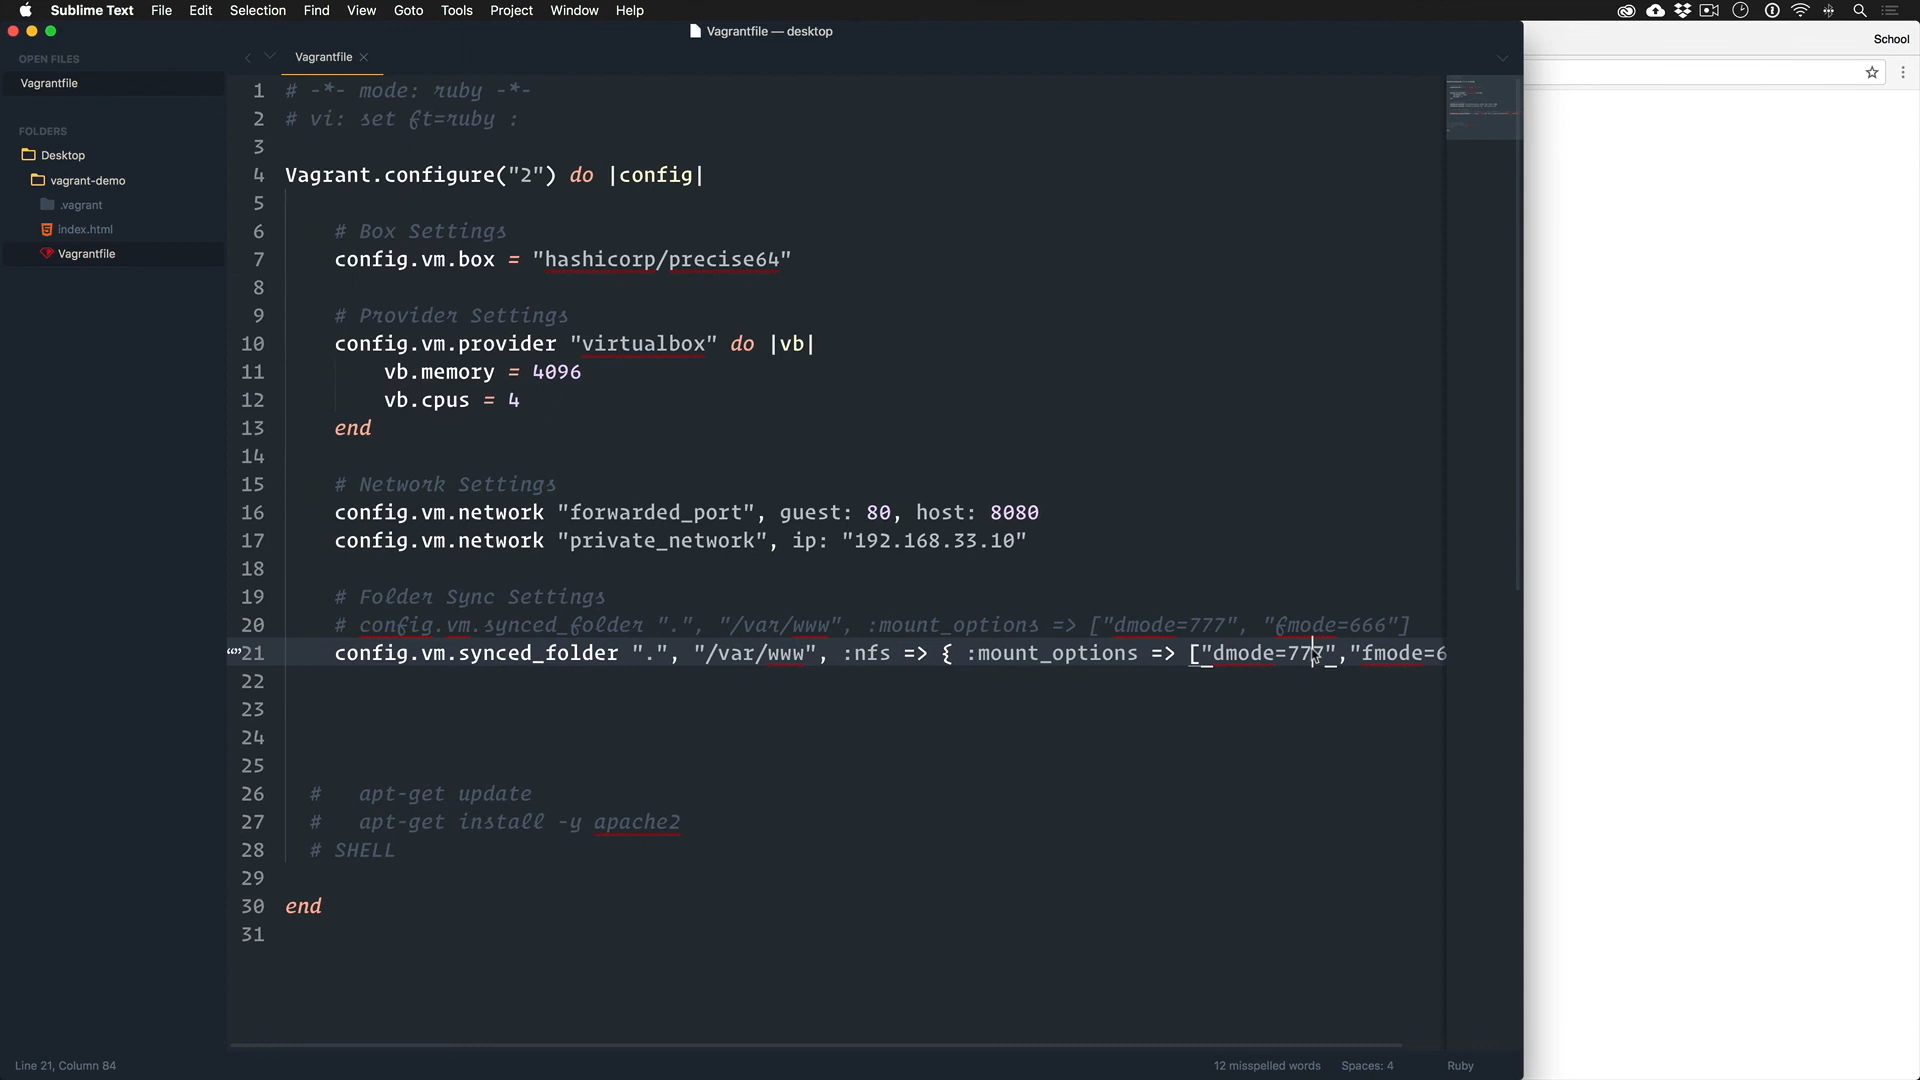 Sublime Text File Edit Selection Find View Goto Tools Project Window Help
Vagrantfile — desktop
School
OPEN FILES
Vagrantfile
FOLDERS
Desktop
vagrant-demo
.vagrant
index.html
Vagrantfile
Vagrantfile
1 # -*- mode: ruby -*-
2 # vi: set ft=ruby :
3
4 Vagrant.configure("2") do |config|
5
6 # Box Settings
7 config.vm.box = "hashicorp/precise64"
8
9 # Provider Settings
10 config.vm.provider "virtualbox" do |vb|
11 vb.memory = 4096
12 vb.cpus = 4
13 end
14
15 # Network Settings
16 config.vm.network "forwarded_port", guest: 80, host: 8080
17 config.vm.network "private_network", ip: "192.168.33.10"
18
19 # Folder Sync Settings
20 # config.vm.synced_folder ".", "/var/www", :mount_options => ["dmode=777", "fmode=666"]
21 config.vm.synced_folder ".", "/var/www", :nfs => { :mount_options => ["dmode=777","fmode=6
22
23
24
25
26 # apt-get update
27 # apt-get install -y apache2
28 # SHELL
29
30 end
31
Line 21, Column 84
12 misspelled words Spaces: 4 Ruby